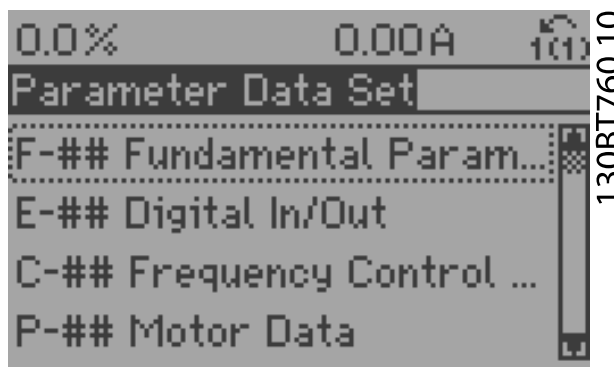 0.0% 0.00A 1(1)
Parameter Data Set
F-## Fundamental Param...
E-## Digital In/Out
C-## Frequency Control ...
P-## Motor Data
130BT760.10